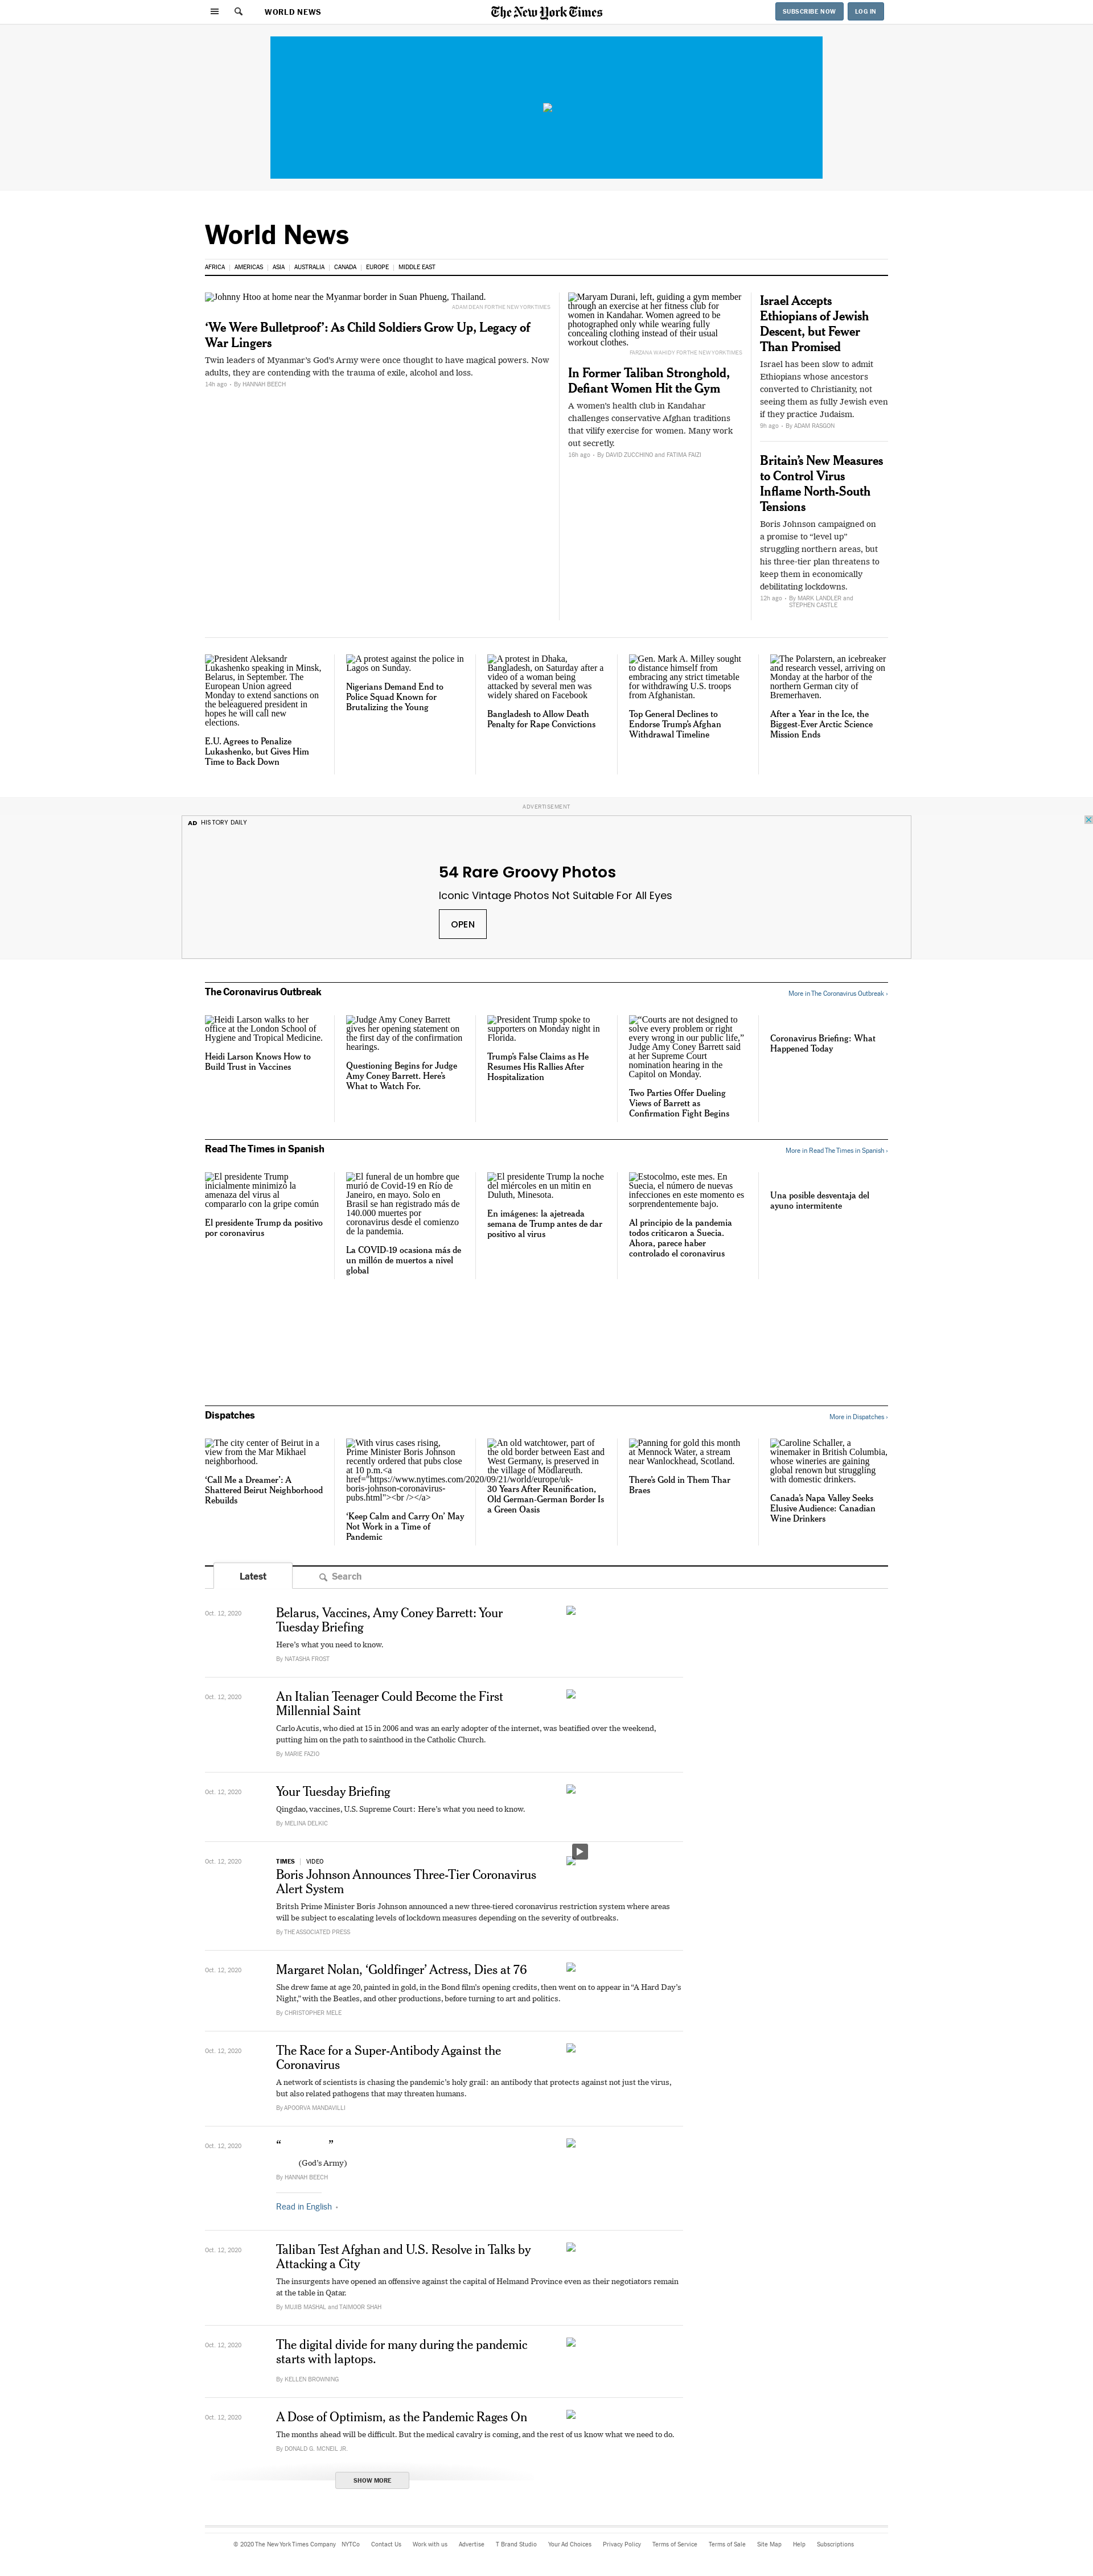 WORLD NEWS
The New York Times
SUBSCRIBE NOW
LOG IN
World News
AFRICA
AMERICAS
ASIA
AUSTRALIA
CANADA
EUROPE
MIDDLE EAST
Johnny Htoo at home near the Myanmar border in Suan Phueng, Thailand.
ADAM DEAN FOR THE NEW YORK TIMES
‘We Were Bulletproof’: As Child Soldiers Grow Up, Legacy of
War Lingers
Twin leaders of Myanmar’s God’s Army were once thought to have magical powers. Now
adults, they are contending with the trauma of exile, alcohol and loss.
14h ago · By HANNAH BEECH
Maryam Durani, left, guiding a gym member
through an exercise at her fitness club for
women in Kandahar. Women agreed to be
photographed only while wearing fully
concealing clothing instead of their usual
workout clothes.
FARZANA WAHIDY FOR THE NEW YORK TIMES
In Former Taliban Stronghold,
Defiant Women Hit the Gym
A women’s health club in Kandahar
challenges conservative Afghan traditions
that vilify exercise for women. Many work
out secretly.
16h ago · By DAVID ZUCCHINO and FATIMA FAIZI
Israel Accepts
Ethiopians of Jewish
Descent, but Fewer
Than Promised
Israel has been slow to admit
Ethiopians whose ancestors
converted to Christianity, not
seeing them as fully Jewish even
if they practice Judaism.
9h ago · By ADAM RASGON
Britain’s New Measures
to Control Virus
Inflame North-South
Tensions
Boris Johnson campaigned on
a promise to “level up”
struggling northern areas, but
his three-tier plan threatens to
keep them in economically
debilitating lockdowns.
12h ago · By MARK LANDLER and
STEPHEN CASTLE
President Aleksandr
Lukashenko speaking in Minsk,
Belarus, in September. The
European Union agreed
Monday to extend sanctions on
the beleaguered president in
hopes he will call new
elections.
E.U. Agrees to Penalize
Lukashenko, but Gives Him
Time to Back Down
A protest against the police in
Lagos on Sunday.
Nigerians Demand End to
Police Squad Known for
Brutalizing the Young
A protest in Dhaka,
Bangladesh, on Saturday after a
video of a woman being
attacked by several men was
widely shared on Facebook
Bangladesh to Allow Death
Penalty for Rape Convictions
Gen. Mark A. Milley sought
to distance himself from
embracing any strict timetable
for withdrawing U.S. troops
from Afghanistan.
Top General Declines to
Endorse Trump’s Afghan
Withdrawal Timeline
The Polarstern, an icebreaker
and research vessel, arriving on
Monday at the harbor of the
northern German city of
Bremerhaven.
After a Year in the Ice, the
Biggest-Ever Arctic Science
Mission Ends
ADVERTISEMENT
AD HISTORY DAILY
54 Rare Groovy Photos
Iconic Vintage Photos Not Suitable For All Eyes
OPEN
The Coronavirus Outbreak
More in The Coronavirus Outbreak ›
Heidi Larson walks to her
office at the London School of
Hygiene and Tropical Medicine.
Heidi Larson Knows How to
Build Trust in Vaccines
Judge Amy Coney Barrett
gives her opening statement on
the first day of the confirmation
hearings.
Questioning Begins for Judge
Amy Coney Barrett. Here’s
What to Watch For.
President Trump spoke to
supporters on Monday night in
Florida.
Trump’s False Claims as He
Resumes His Rallies After
Hospitalization
“Courts are not designed to
solve every problem or right
every wrong in our public life,”
Judge Amy Coney Barrett said
at her Supreme Court
nomination hearing in the
Capitol on Monday.
Two Parties Offer Dueling
Views of Barrett as
Confirmation Fight Begins
Coronavirus Briefing: What
Happened Today
Read The Times in Spanish
More in Read The Times in Spanish ›
El presidente Trump
inicialmente minimizó la
amenaza del virus al
compararlo con la gripe común
El presidente Trump da positivo
por coronavirus
El funeral de un hombre que
murió de Covid-19 en Río de
Janeiro, en mayo. Solo en
Brasil se han registrado más de
140.000 muertes por
coronavirus desde el comienzo
de la pandemia.
La COVID-19 ocasiona más de
un millón de muertos a nivel
global
El presidente Trump la noche
del miércoles en un mitin en
Duluth, Minesota.
En imágenes: la ajetreada
semana de Trump antes de dar
positivo al virus
Estocolmo, este mes. En
Suecia, el número de nuevas
infecciones en este momento es
sorprendentemente bajo.
Al principio de la pandemia
todos criticaron a Suecia.
Ahora, parece haber
controlado el coronavirus
Una posible desventaja del
ayuno intermitente
Dispatches
More in Dispatches ›
The city center of Beirut in a
view from the Mar Mikhael
neighborhood.
‘Call Me a Dreamer’: A
Shattered Beirut Neighborhood
Rebuilds
With virus cases rising,
Prime Minister Boris Johnson
recently ordered that pubs close
at 10 p.m.<a
href="https://www.nytimes.com/2020/09/21/world/europe/uk-
boris-johnson-coronavirus-
pubs.html"><br /></a>
‘Keep Calm and Carry On’ May
Not Work in a Time of
Pandemic
An old watchtower, part of
the old border between East and
West Germany, is preserved in
the village of Mödlareuth.
30 Years After Reunification,
Old German-German Border Is
a Green Oasis
Panning for gold this month
at Mennock Water, a stream
near Wanlockhead, Scotland.
There’s Gold in Them Thar
Braes
Caroline Schaller, a
winemaker in British Columbia,
whose wineries are gaining
global renown but struggling
with domestic drinkers.
Canada’s Napa Valley Seeks
Elusive Audience: Canadian
Wine Drinkers
Latest
Search
Oct. 12, 2020
Belarus, Vaccines, Amy Coney Barrett: Your
Tuesday Briefing
Here’s what you need to know.
By NATASHA FROST
Oct. 12, 2020
An Italian Teenager Could Become the First
Millennial Saint
Carlo Acutis, who died at 15 in 2006 and was an early adopter of the internet, was beatified over the weekend,
putting him on the path to sainthood in the Catholic Church.
By MARIE FAZIO
Oct. 12, 2020
Your Tuesday Briefing
Qingdao, vaccines, U.S. Supreme Court: Here’s what you need to know.
By MELINA DELKIC
Oct. 12, 2020
TIMES | VIDEO
Boris Johnson Announces Three-Tier Coronavirus
Alert System
Britsh Prime Minister Boris Johnson announced a new three-tiered coronavirus restriction system where areas
will be subject to escalating levels of lockdown measures depending on the severity of outbreaks.
By THE ASSOCIATED PRESS
Oct. 12, 2020
Margaret Nolan, ‘Goldfinger’ Actress, Dies at 76
She drew fame at age 20, painted in gold, in the Bond film’s opening credits, then went on to appear in “A Hard Day’s
Night,” with the Beatles, and other productions, before turning to art and politics.
By CHRISTOPHER MELE
Oct. 12, 2020
The Race for a Super-Antibody Against the
Coronavirus
A network of scientists is chasing the pandemic’s holy grail: an antibody that protects against not just the virus,
but also related pathogens that may threaten humans.
By APOORVA MANDAVILLI
Oct. 12, 2020
“ ”
(God’s Army)
By HANNAH BEECH
Read in English
Oct. 12, 2020
Taliban Test Afghan and U.S. Resolve in Talks by
Attacking a City
The insurgents have opened an offensive against the capital of Helmand Province even as their negotiators remain
at the table in Qatar.
By MUJIB MASHAL and TAIMOOR SHAH
Oct. 12, 2020
The digital divide for many during the pandemic
starts with laptops.
By KELLEN BROWNING
Oct. 12, 2020
A Dose of Optimism, as the Pandemic Rages On
The months ahead will be difficult. But the medical cavalry is coming, and the rest of us know what we need to do.
By DONALD G. MCNEIL JR.
SHOW MORE
© 2020 The New York Times Company
NYTCo
Contact Us
Work with us
Advertise
T Brand Studio
Your Ad Choices
Privacy Policy
Terms of Service
Terms of Sale
Site Map
Help
Subscriptions